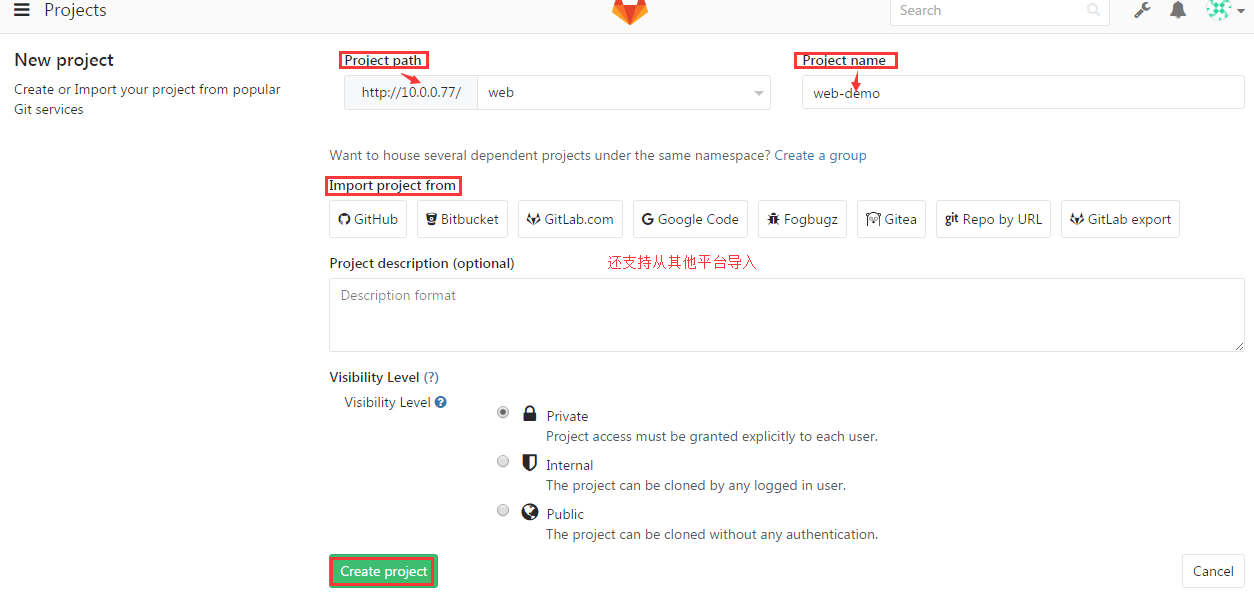 Projects
Search
New project
Create or Import your project from popular
Git services
Project path
http://10.0.0.77/
web
Project name
web-demo
Want to house several dependent projects under the same namespace? Create a group
Import project from
GitHub
Bitbucket
GitLab.com
Google Code
Fogbugz
Gitea
git Repo by URL
GitLab export
Project description (optional)
还支持从其他平台导入
Description format
Visibility Level (?)
Visibility Level ?
Private
Project access must be granted explicitly to each user.
Internal
The project can be cloned by any logged in user.
Public
The project can be cloned without any authentication.
Create project
Cancel